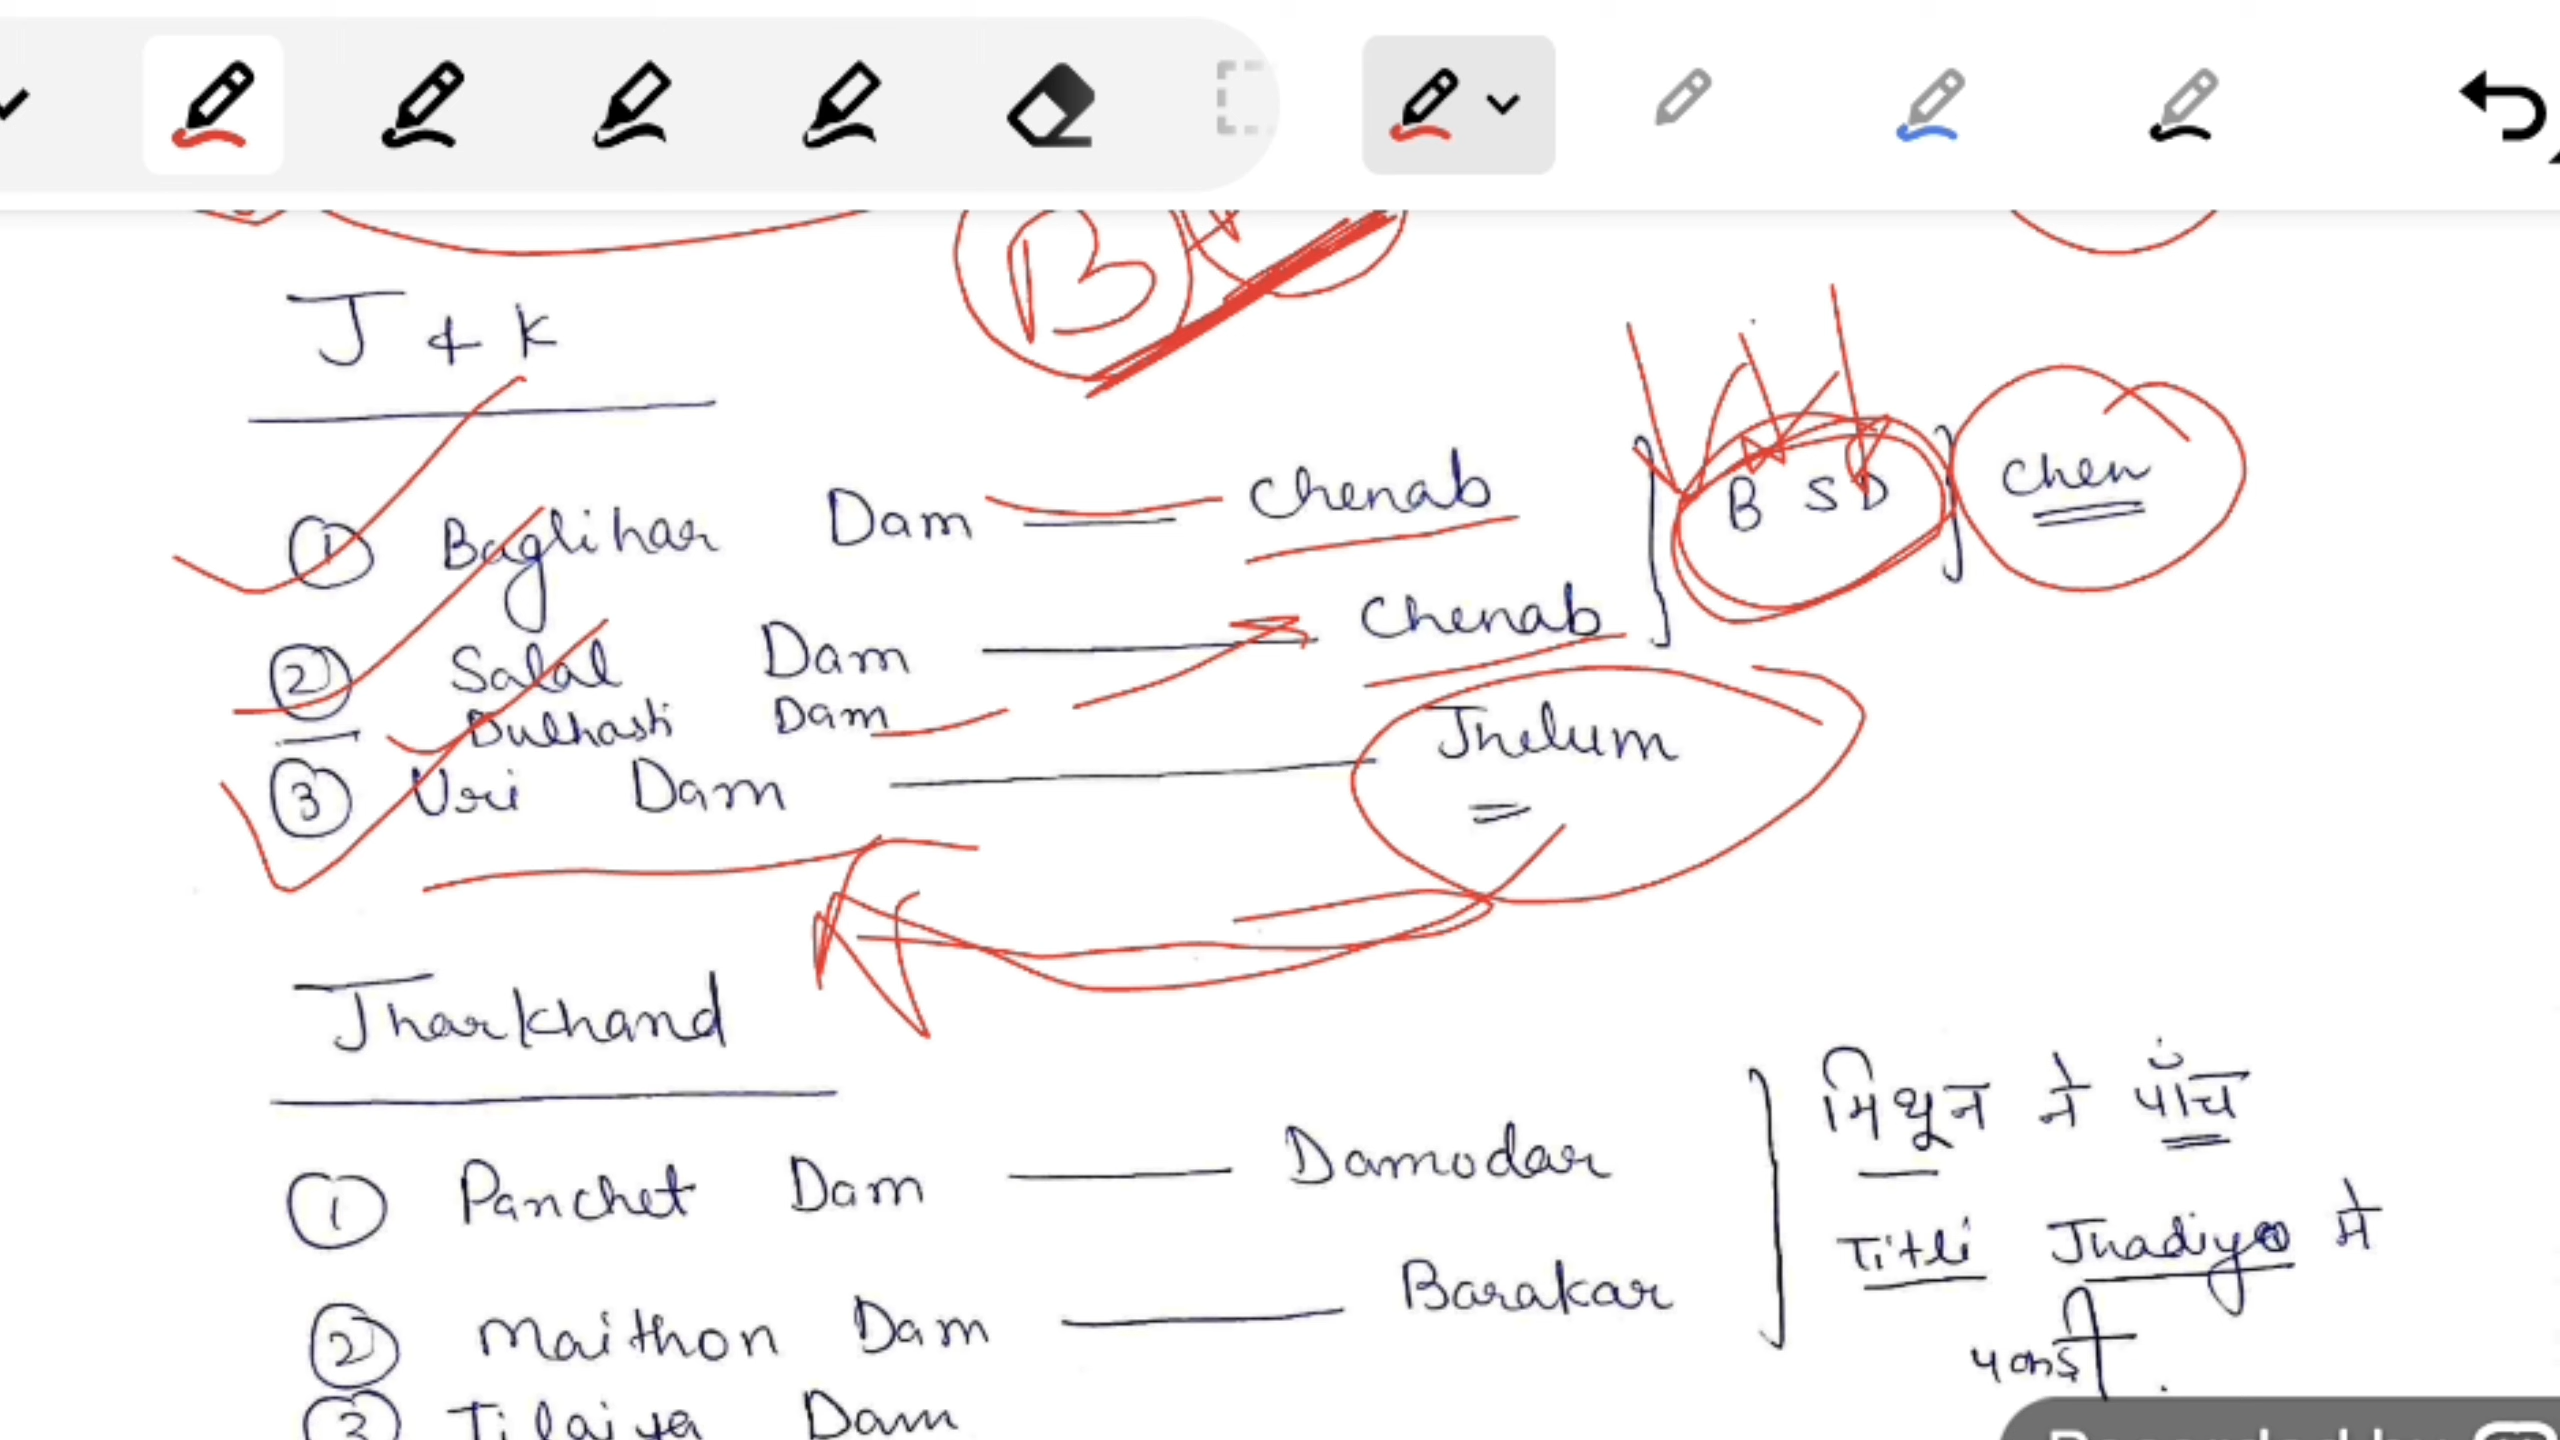 B
J & K
① Baglihar Dam == Chenab ] B S D ] Chen
② Salal Dam — Chenab
Dulhasti Dam
③ Uri Dam — Jhelum
Jharkhand
① Panchet Dam — Damodar
② Maithon Dam — Barakar
③ Tilaiya Dam
मिथुन ने पाँच
Titli Jhadiyo में
पकड़ी.